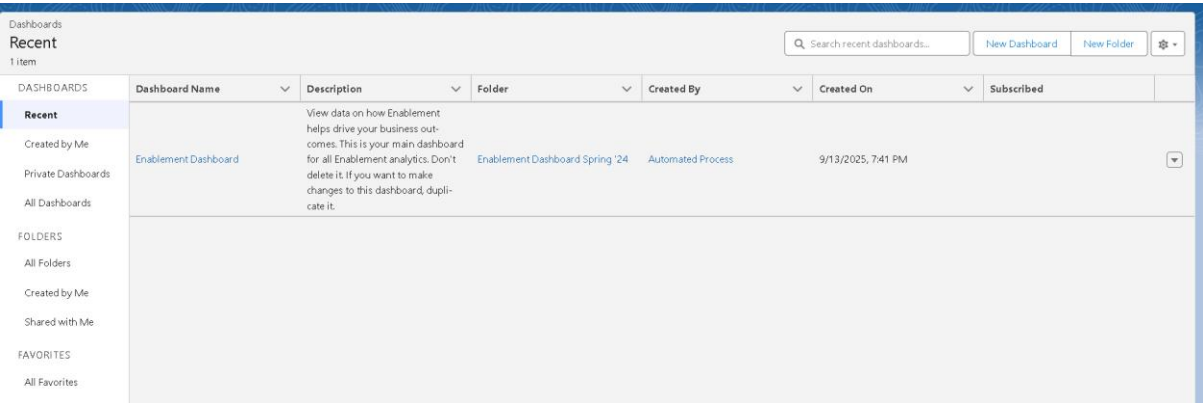 Dashboards
Recent
1 item
Search recent dashboards...
New Dashboard
New Folder
DASHBOARDS
Recent
Created by Me
Private Dashboards
All Dashboards
FOLDERS
All Folders
Created by Me
Shared with Me
FAVORITES
All Favorites
Dashboard Name
Description
Folder
Created By
Created On
Subscribed
Enablement Dashboard
View data on how Enablement
helps drive your business out-
comes. This is your main dashboard
for all Enablement analytics. Don't
delete it. If you want to make
changes to this dashboard, dupli-
cate it.
Enablement Dashboard Spring '24
Automated Process
9/13/2025, 7:41 PM